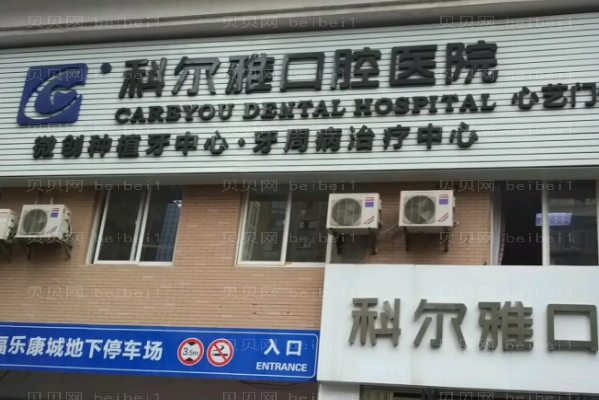 科尔雅口腔医院
CAREYOU DENTAL HOSPITAL 心艺门
微创种植牙中心·牙周病治疗中心
科尔雅口
福乐康城地下停车场 3.5m 入口
ENTRANCE
贝贝网 beibei1